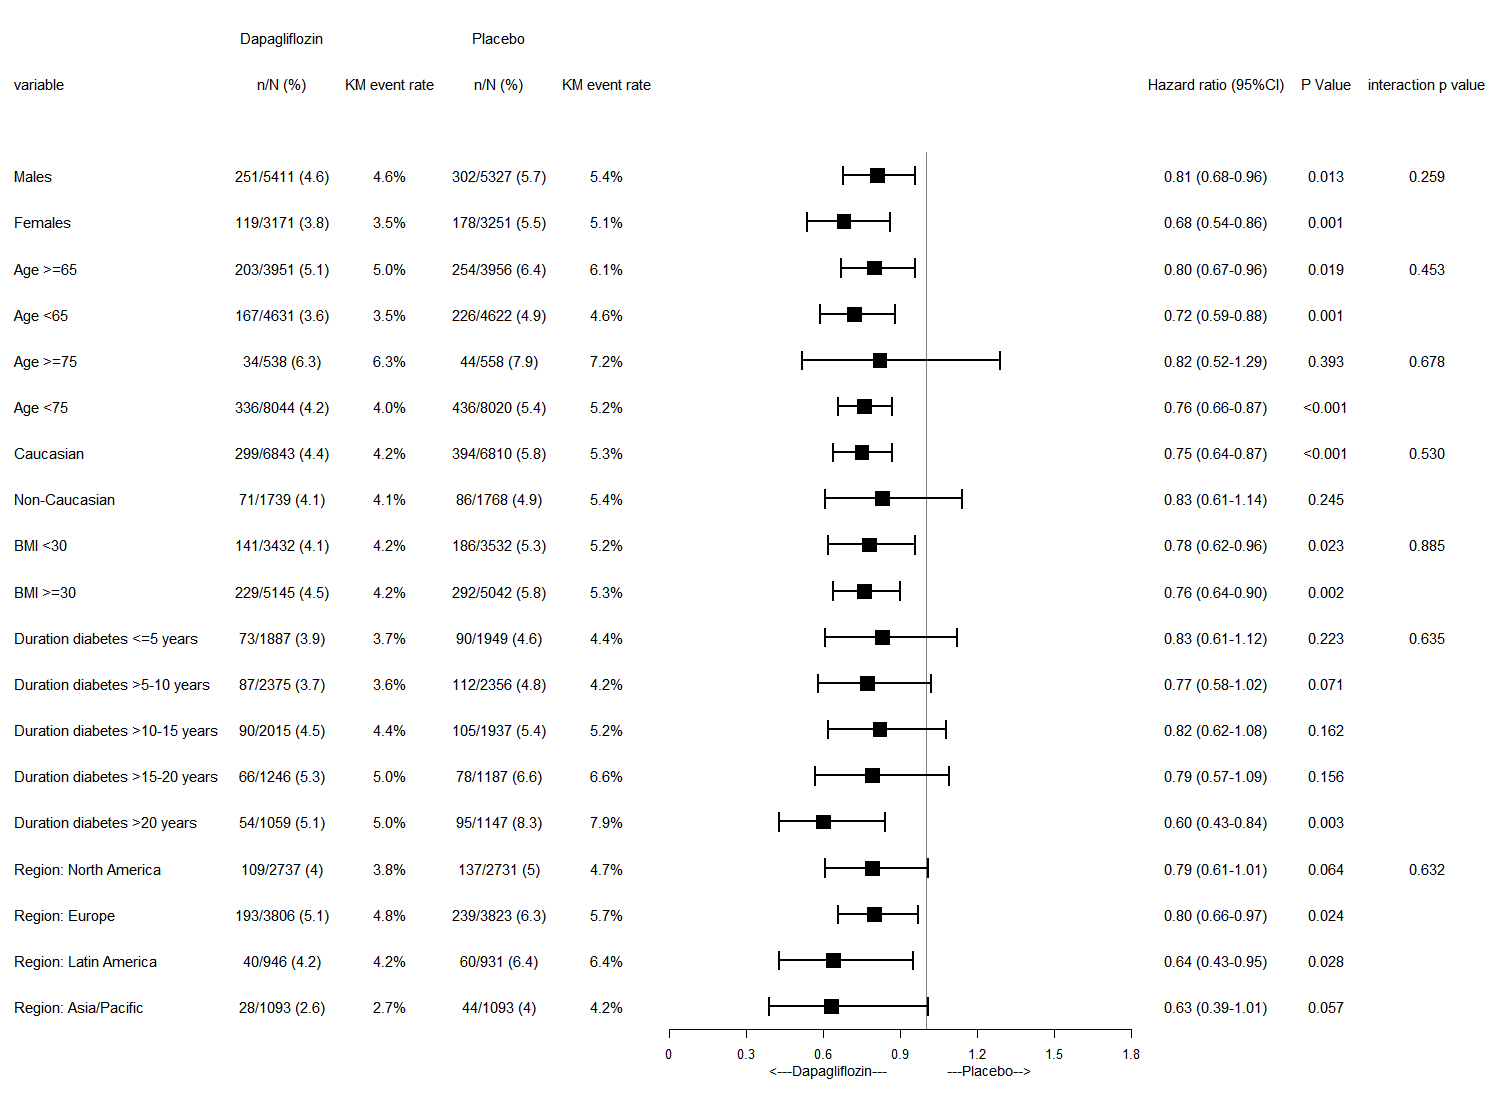 Dapagliflozin Placebo
variable n/N (%) KM event rate n/N (%) KM event rate Hazard ratio (95%CI) P Value interaction p value
Males 251/5411 (4.6) 4.6% 302/5327 (5.7) 5.4% 0.81 (0.68-0.96) 0.013 0.259
Females 119/3171 (3.8) 3.5% 178/3251 (5.5) 5.1% 0.68 (0.54-0.86) 0.001
Age >=65 203/3951 (5.1) 5.0% 254/3956 (6.4) 6.1% 0.80 (0.67-0.96) 0.019 0.453
Age <65 167/4631 (3.6) 3.5% 226/4622 (4.9) 4.6% 0.72 (0.59-0.88) 0.001
Age >=75 34/538 (6.3) 6.3% 44/558 (7.9) 7.2% 0.82 (0.52-1.29) 0.393 0.678
Age <75 336/8044 (4.2) 4.0% 436/8020 (5.4) 5.2% 0.76 (0.66-0.87) <0.001
Caucasian 299/6843 (4.4) 4.2% 394/6810 (5.8) 5.3% 0.75 (0.64-0.87) <0.001 0.530
Non-Caucasian 71/1739 (4.1) 4.1% 86/1768 (4.9) 5.4% 0.83 (0.61-1.14) 0.245
BMI <30 141/3432 (4.1) 4.2% 186/3532 (5.3) 5.2% 0.78 (0.62-0.96) 0.023 0.885
BMI >=30 229/5145 (4.5) 4.2% 292/5042 (5.8) 5.3% 0.76 (0.64-0.90) 0.002
Duration diabetes <=5 years 73/1887 (3.9) 3.7% 90/1949 (4.6) 4.4% 0.83 (0.61-1.12) 0.223 0.635
Duration diabetes >5-10 years 87/2375 (3.7) 3.6% 112/2356 (4.8) 4.2% 0.77 (0.58-1.02) 0.071
Duration diabetes >10-15 years 90/2015 (4.5) 4.4% 105/1937 (5.4) 5.2% 0.82 (0.62-1.08) 0.162
Duration diabetes >15-20 years 66/1246 (5.3) 5.0% 78/1187 (6.6) 6.6% 0.79 (0.57-1.09) 0.156
Duration diabetes >20 years 54/1059 (5.1) 5.0% 95/1147 (8.3) 7.9% 0.60 (0.43-0.84) 0.003
Region: North America 109/2737 (4) 3.8% 137/2731 (5) 4.7% 0.79 (0.61-1.01) 0.064 0.632
Region: Europe 193/3806 (5.1) 4.8% 239/3823 (6.3) 5.7% 0.80 (0.66-0.97) 0.024
Region: Latin America 40/946 (4.2) 4.2% 60/931 (6.4) 6.4% 0.64 (0.43-0.95) 0.028
Region: Asia/Pacific 28/1093 (2.6) 2.7% 44/1093 (4) 4.2% 0.63 (0.39-1.01) 0.057
0 0.3 0.6 0.9 1.2 1.5 1.8
<---Dapagliflozin--- ---Placebo-->